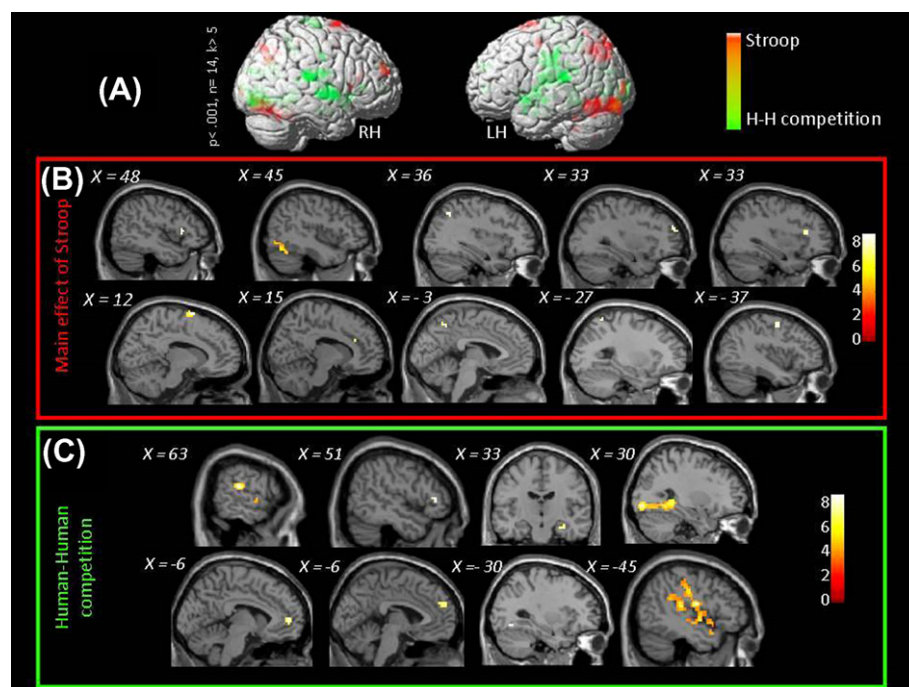 (A)
p< .001, n= 14, k> 5
RH
LH
Stroop
H-H competition
(B)
Main effect of Stroop
X = 48
X = 45
X = 36
X = 33
X = 33
X = 12
X = 15
X = - 3
X = - 27
X = - 37
8
6
4
2
0
(C)
Human-Human
competition
X = 63
X = 51
X = 33
X = 30
X = -6
X = -6
X =- 30
X = -45
8
6
4
2
0